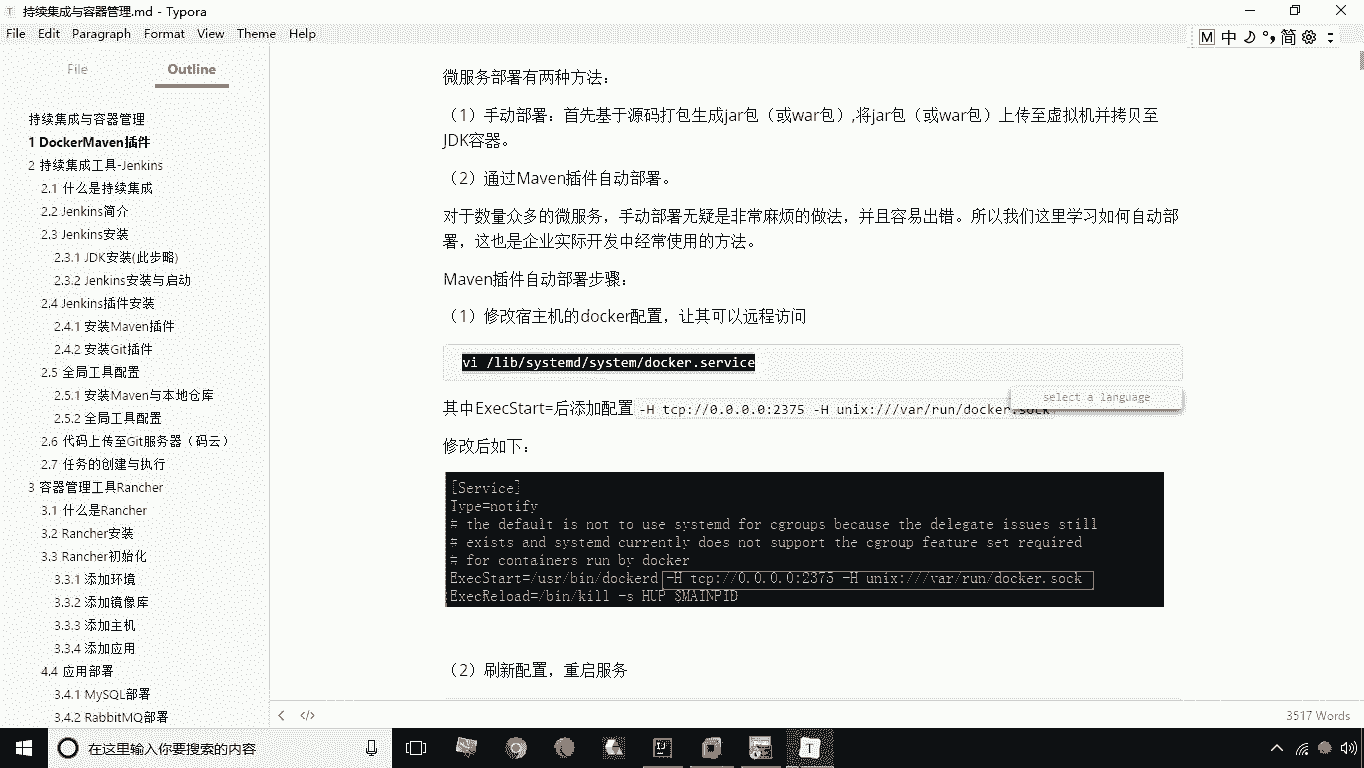 持续集成与容器管理.md - Typora
File Edit Paragraph Format View Theme Help
M 中 简
File Outline
持续集成与容器管理
1 DockerMaven插件
2 持续集成工具-Jenkins
2.1 什么是持续集成
2.2 Jenkins简介
2.3 Jenkins安装
2.3.1 JDK安装(此步略)
2.3.2 Jenkins安装与启动
2.4 Jenkins插件安装
2.4.1 安装Maven插件
2.4.2 安装Git插件
2.5 全局工具配置
2.5.1 安装Maven与本地仓库
2.5.2 全局工具配置
2.6 代码上传至Git服务器（码云）
2.7 任务的创建与执行
3 容器管理工具Rancher
3.1 什么是Rancher
3.2 Rancher安装
3.3 Rancher初始化
3.3.1 添加环境
3.3.2 添加镜像库
3.3.3 添加主机
3.3.4 添加应用
4.4 应用部署
3.4.1 MySQL部署
3.4.2 RabbitMQ部署
微服务部署有两种方法：
（1）手动部署：首先基于源码打包生成jar包（或war包）,将jar包（或war包）上传至虚拟机并拷贝至
JDK容器。
（2）通过Maven插件自动部署。
对于数量众多的微服务，手动部署无疑是非常麻烦的做法，并且容易出错。所以我们这里学习如何自动部
署，这也是企业实际开发中经常使用的方法。
Maven插件自动部署步骤：
（1）修改宿主机的docker配置，让其可以远程访问
vi /lib/systemd/system/docker.service
select a language
其中ExecStart=后添加配置 -H tcp://0.0.0.0:2375 -H unix:///var/run/docker.sock
修改后如下：
[Service]
Type=notify
# the default is not to use systemd for cgroups because the delegate issues still
# exists and systemd currently does not support the cgroup feature set required
# for containers run by docker
ExecStart=/usr/bin/dockerd -H tcp://0.0.0.0:2375 -H unix:///var/run/docker.sock
ExecReload=/bin/kill -s HUP $MAINPID
（2）刷新配置，重启服务
3517 Words
在这里输入你要搜索的内容
T